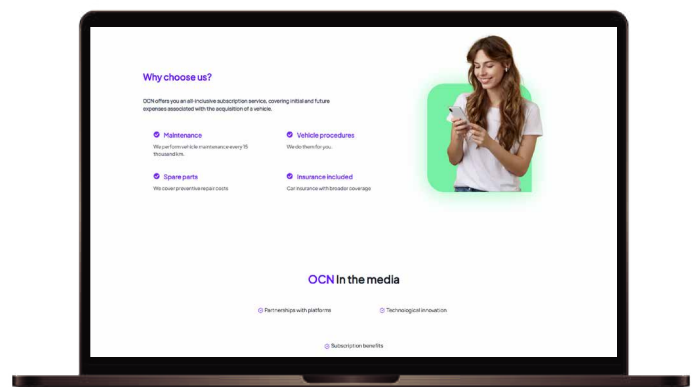 Why choose us?
OCN offers you an all-inclusive subscription service, covering initial and future
expenses associated with the acquisition of a vehicle.
Maintenance
We perform vehicle maintenance every 15
thousand km.
Vehicle procedures
We do them for you.
Spare parts
We cover preventive repair costs
Insurance included
Car insurance with broader coverage
OCN In the media
Partnerships with platforms
Technological innovation
Subscription benefits